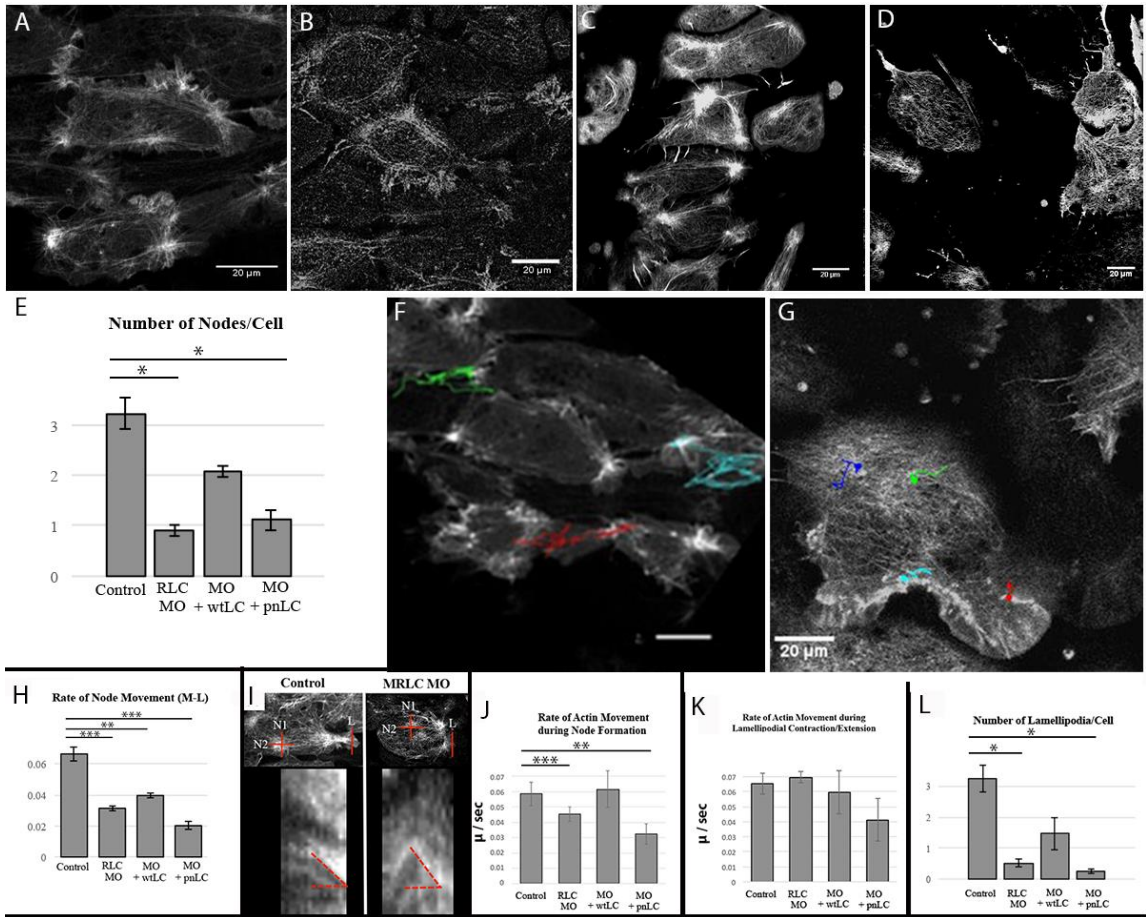 A
20 µm
B
20 µm
C
20 µm
D
20 µm
E
Number of Nodes/Cell
*
*
3
2
1
0
Control
RLC
MO
MO
+ wtLC
MO
+ pnLC
F
G
20 µm
H
Rate of Node Movement (M-L)
***
**
***
0.06
0.04
0.02
0
Control
RLC
MO
MO
+ wtLC
MO
+ pnLC
I
Control
MRLC MO
N1
N2
L
N1
N2
L
J
Rate of Actin Movement
during Node Formation
**
***
µ / sec
0.07
0.06
0.05
0.04
0.03
0.02
0.01
0
Control
RLC
MO
MO
+ wtLC
MO
+ pnLC
K
Rate of Actin Movement during
Lamellipodial Contraction/Extension
µ / sec
0.07
0.06
0.05
0.04
0.03
0.02
0.01
0
Control
RLC
MO
MO
+ wtLC
MO
+ pnLC
L
Number of Lamellipodia/Cell
*
*
3
2
1
0
Control
RLC
MO
MO
+ wtLC
MO
+ pnLC